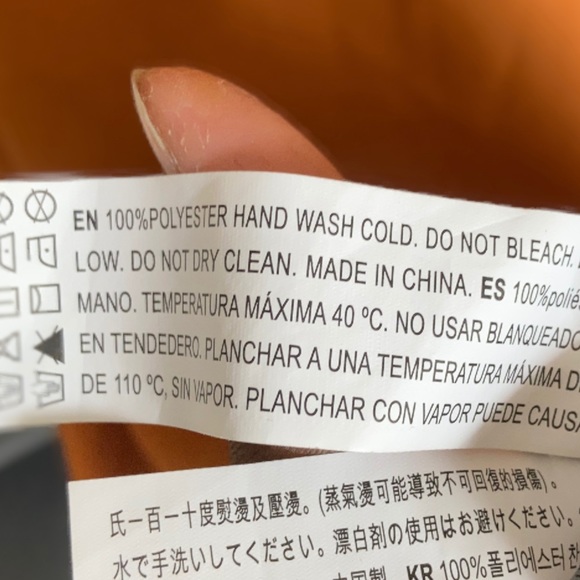 EN 100%POLYESTER HAND WASH COLD. DO NOT BLEACH.
LOW. DO NOT DRY CLEAN. MADE IN CHINA. ES 100%polié
MANO. TEMPERATURA MÁXIMA 40 ºC. NO USAR BLANQUEADO
EN TENDEDERO. PLANCHAR A UNA TEMPERATURA MÁXIMA D
DE 110 ºC, SIN VAPOR. PLANCHAR CON VAPOR PUEDE CAUSA
氏一百一十度熨燙及壓燙。(蒸氣燙可能導致不可回復的損傷)。
水で手洗いしてください。漂白剤の使用はお避けください。
中国製 KR 100%폴리에스터 찬